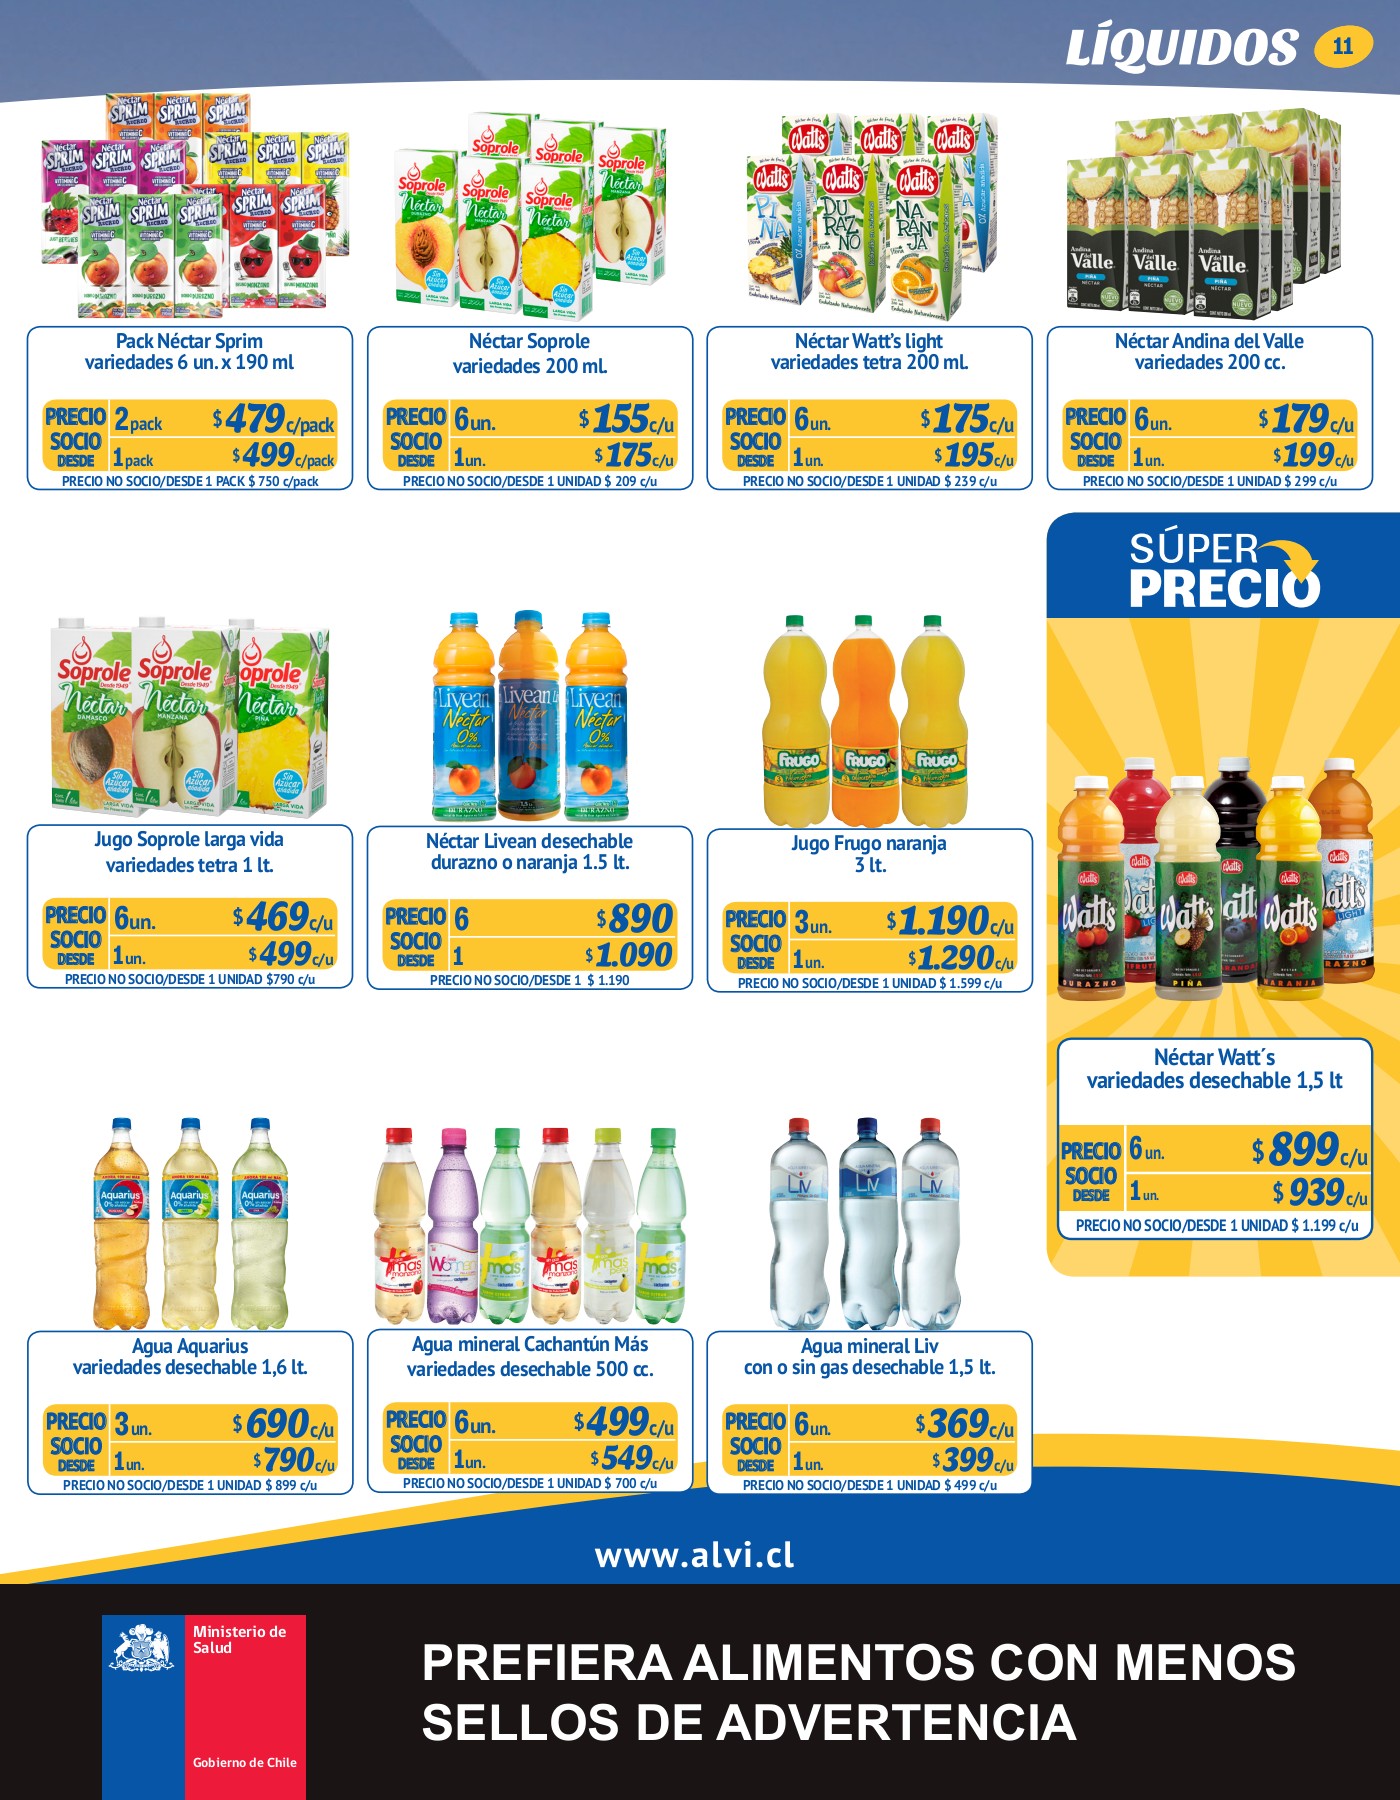 LÍQUIDOS 11
Pack Néctar Sprim
variedades 6 un. x 190 ml
PRECIO SOCIO DESDE
2 pack $ 479 c/pack
1 pack $ 499 c/pack
PRECIO NO SOCIO/DESDE 1 PACK $ 750 c/pack
Néctar Soprole
variedades 200 ml.
PRECIO SOCIO DESDE
6 un. $ 155 c/u
1 un. $ 175 c/u
PRECIO NO SOCIO/DESDE 1 UNIDAD $ 209 c/u
Néctar Watt's light
variedades tetra 200 ml.
PRECIO SOCIO DESDE
6 un. $ 175 c/u
1 un. $ 195 c/u
PRECIO NO SOCIO/DESDE 1 UNIDAD $ 239 c/u
Néctar Andina del Valle
variedades 200 cc.
PRECIO SOCIO DESDE
6 un. $ 179 c/u
1 un. $ 199 c/u
PRECIO NO SOCIO/DESDE 1 UNIDAD $ 299 c/u
Jugo Soprole larga vida
variedades tetra 1 lt.
PRECIO SOCIO DESDE
6 un. $ 469 c/u
1 un. $ 499 c/u
PRECIO NO SOCIO/DESDE 1 UNIDAD $790 c/u
Néctar Livean desechable
durazno o naranja 1.5 lt.
PRECIO SOCIO DESDE
6 $ 890
1 $ 1.090
PRECIO NO SOCIO/DESDE 1 $ 1.190
Jugo Frugo naranja
3 lt.
PRECIO SOCIO DESDE
3 un. $ 1.190 c/u
1 un. $ 1.290 c/u
PRECIO NO SOCIO/DESDE 1 UNIDAD $ 1.599 c/u
SÚPER
PRECIO
Néctar Watt´s
variedades desechable 1,5 lt
PRECIO SOCIO DESDE
6 un. $ 899 c/u
1 un. $ 939 c/u
PRECIO NO SOCIO/DESDE 1 UNIDAD $ 1.199 c/u
Agua Aquarius
variedades desechable 1,6 lt.
PRECIO SOCIO DESDE
3 un. $ 690 c/u
1 un. $ 790 c/u
PRECIO NO SOCIO/DESDE 1 UNIDAD $ 899 c/u
Agua mineral Cachantún Más
variedades desechable 500 cc.
PRECIO SOCIO DESDE
6 un. $ 499 c/u
1 un. $ 549 c/u
PRECIO NO SOCIO/DESDE 1 UNIDAD $ 700 c/u
Agua mineral Liv
con o sin gas desechable 1,5 lt.
PRECIO SOCIO DESDE
6 un. $ 369 c/u
1 un. $ 399 c/u
PRECIO NO SOCIO/DESDE 1 UNIDAD $ 499 c/u
www.alvi.cl
Ministerio de
Salud
Gobierno de Chile
PREFIERA ALIMENTOS CON MENOS
SELLOS DE ADVERTENCIA